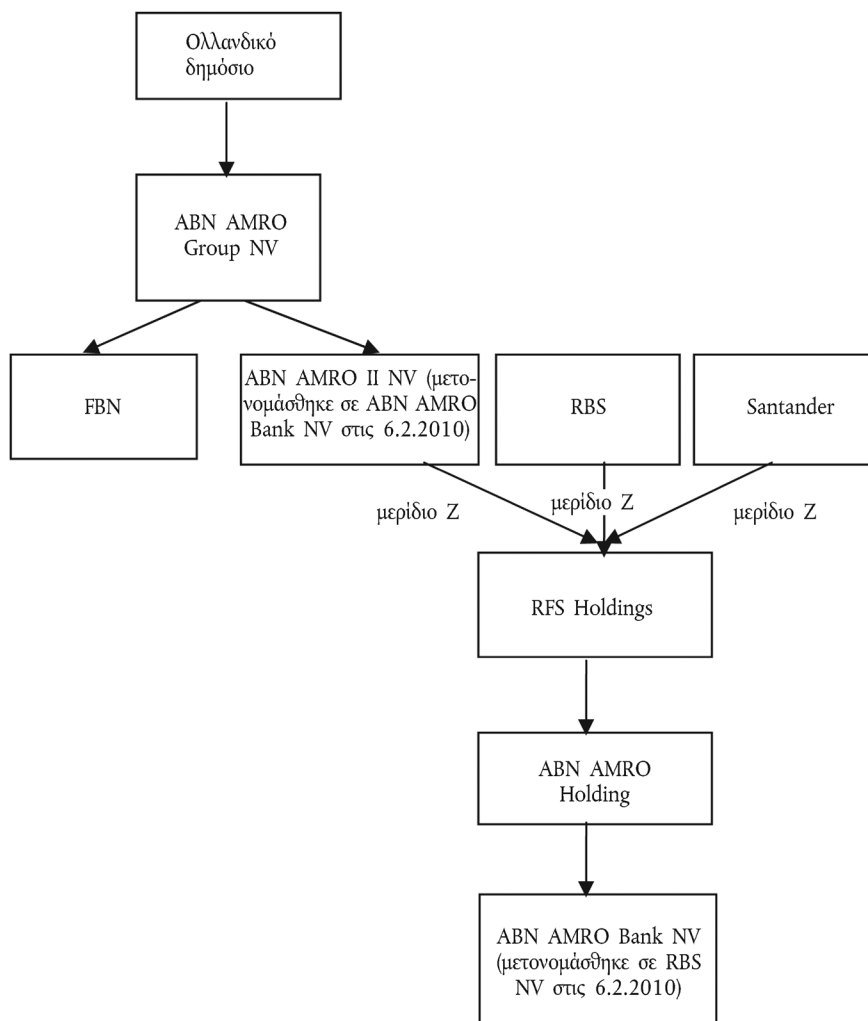 Ολλανδικό
δημόσιο
ABN AMRO
Group NV
FBN
ABN AMRO II NV (μετο-
νομάσθηκε σε ABN AMRO
Bank NV στις 6.2.2010)
RBS
Santander
μερίδιο Z
μερίδιο Z
μερίδιο Z
RFS Holdings
ABN AMRO
Holding
ABN AMRO Bank NV
(μετονομάσθηκε σε RBS
NV στις 6.2.2010)